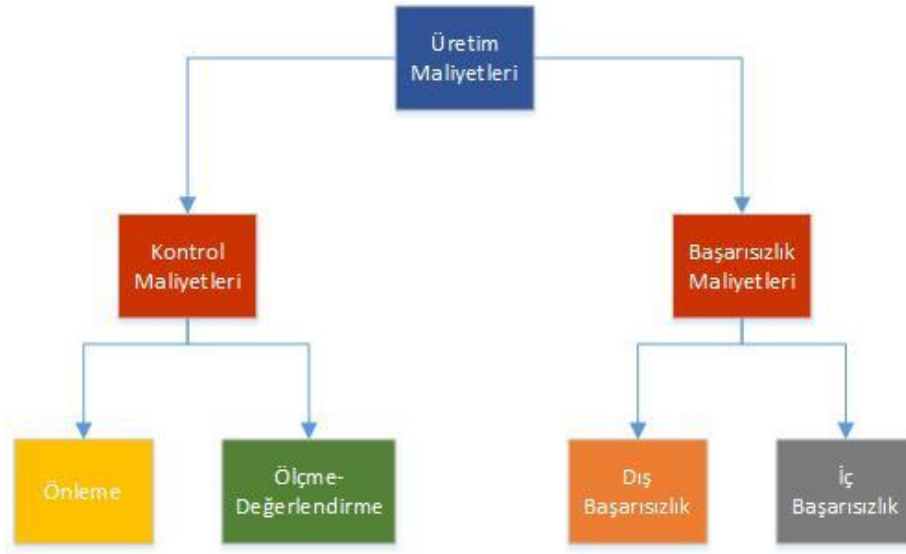 Üretim
Maliyetleri
Kontrol
Maliyetleri
Başarısızlık
Maliyetleri
Önleme
Ölçme-
Değerlendirme
Dış
Başarısızlık
İç
Başarısızlık